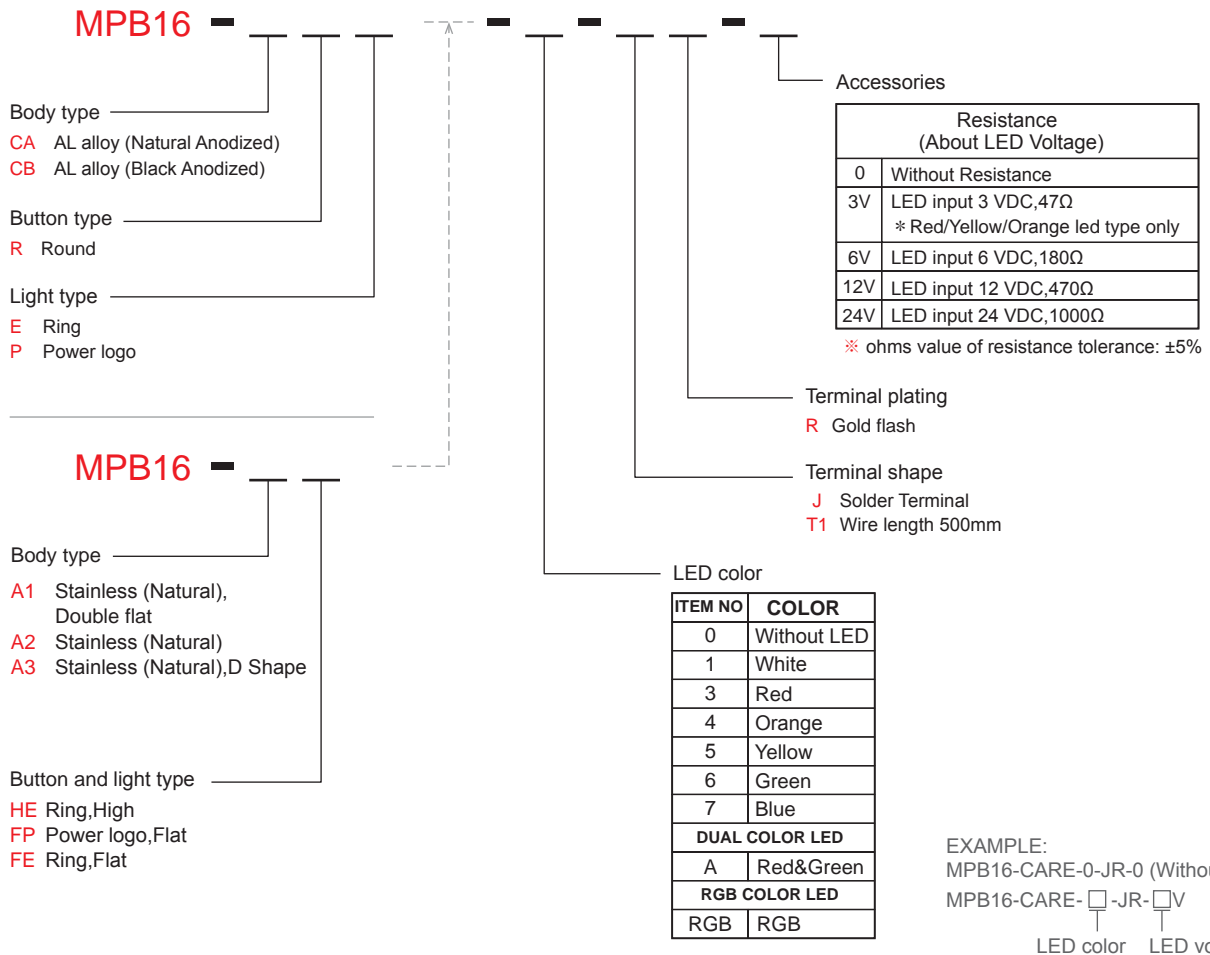 MPB16 -
Body type
CA AL alloy (Natural Anodized)
CB AL alloy (Black Anodized)
Button type
R Round
Light type
E Ring
P Power logo
Accessories
Resistance
(About LED Voltage)
0 Without Resistance
3V LED input 3 VDC,47Ω
* Red/Yellow/Orange led type only
6V LED input 6 VDC,180Ω
12V LED input 12 VDC,470Ω
24V LED input 24 VDC,1000Ω
※ ohms value of resistance tolerance: ±5%
Terminal plating
R Gold flash
Terminal shape
J Solder Terminal
T1 Wire length 500mm
MPB16 -
Body type
A1 Stainless (Natural),
Double flat
A2 Stainless (Natural)
A3 Stainless (Natural),D Shape
Button and light type
HE Ring,High
FP Power logo,Flat
FE Ring,Flat
LED color
ITEM NO COLOR
0 Without LED
1 White
3 Red
4 Orange
5 Yellow
6 Green
7 Blue
DUAL COLOR LED
A Red&Green
RGB COLOR LED
RGB RGB
EXAMPLE:
MPB16-CARE-0-JR-0
MPB16-CARE- □ -JR- □V
LED color LED